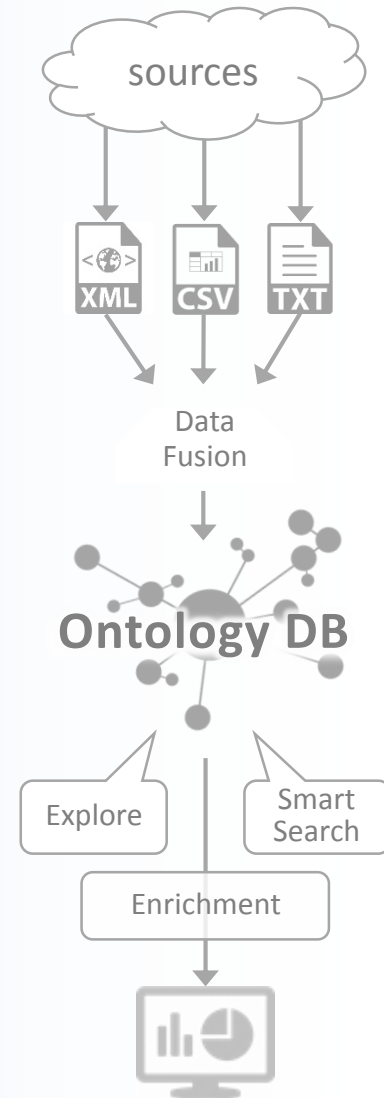 sources
XML
CSV
TXT
Data
Fusion
Ontology DB
Explore
Smart
Search
Enrichment